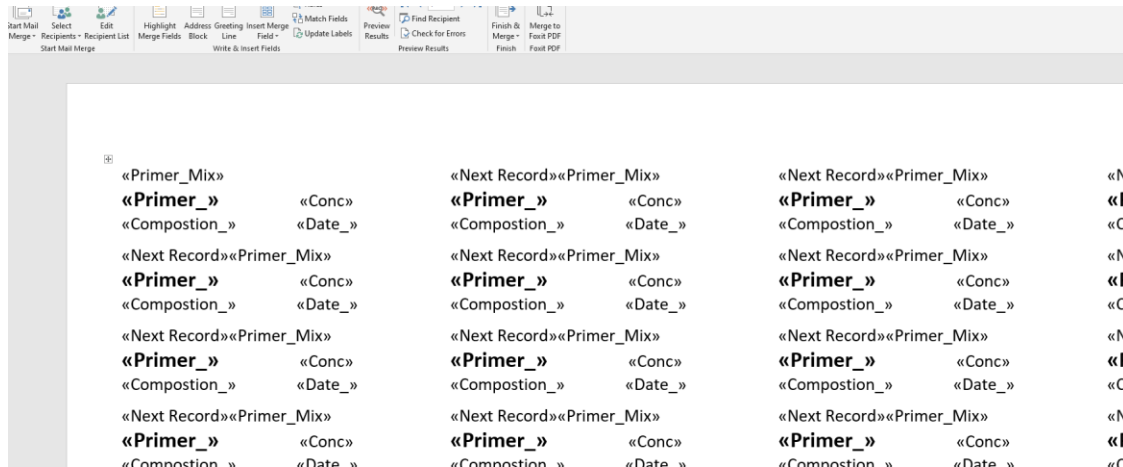 Start Mail Merge Select Recipients Edit Recipient List Highlight Merge Fields Address Block Greeting Line Insert Merge Field Match Fields Update Labels Preview Results Find Recipient Check for Errors Finish & Merge Merge to Foxit PDF
Start Mail Merge Write & Insert Fields Preview Results Finish Foxit PDF
«Primer_Mix» «Next Record»«Primer_Mix» «Next Record»«Primer_Mix»
«Primer_» «Conc» «Primer_» «Conc» «Primer_» «Conc»
«Compostion_» «Date_» «Compostion_» «Date_» «Compostion_» «Date_»
«Next Record»«Primer_Mix» «Next Record»«Primer_Mix» «Next Record»«Primer_Mix»
«Primer_» «Conc» «Primer_» «Conc» «Primer_» «Conc»
«Compostion_» «Date_» «Compostion_» «Date_» «Compostion_» «Date_»
«Next Record»«Primer_Mix» «Next Record»«Primer_Mix» «Next Record»«Primer_Mix»
«Primer_» «Conc» «Primer_» «Conc» «Primer_» «Conc»
«Compostion_» «Date_» «Compostion_» «Date_» «Compostion_» «Date_»
«Next Record»«Primer_Mix» «Next Record»«Primer_Mix» «Next Record»«Primer_Mix»
«Primer_» «Conc» «Primer_» «Conc» «Primer_» «Conc»
«Compostion_» «Date_» «Compostion_» «Date_» «Compostion_» «Date_»